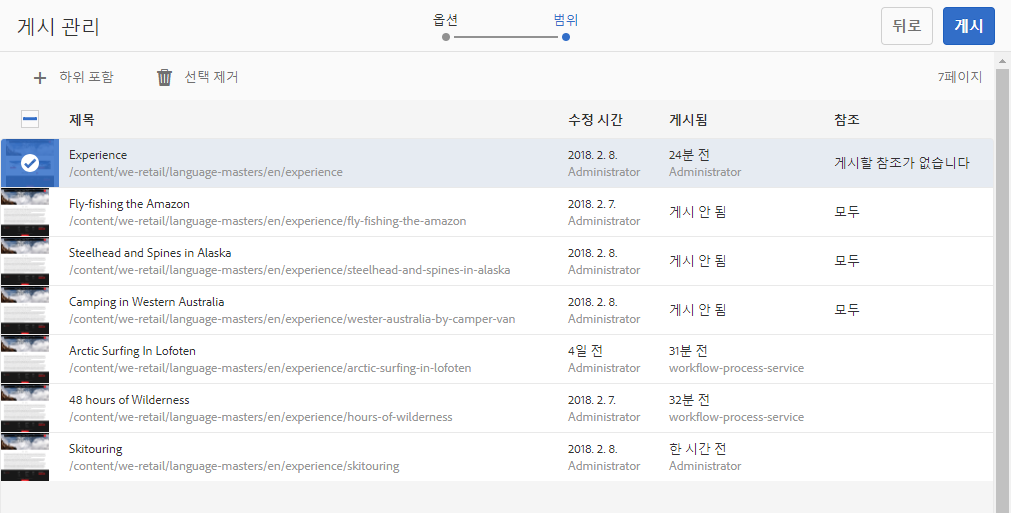 게시 관리
옵션
범위
뒤로
게시
하위 포함
선택 제거
7페이지
제목 수정 시간 게시됨 참조
Experience 2018. 2. 8. 24분 전 게시할 참조가 없습니다
/content/we-retail/language-masters/en/experience Administrator Administrator
Fly-fishing the Amazon 2018. 2. 7. 게시 안 됨 모두
/content/we-retail/language-masters/en/experience/fly-fishing-the-amazon Administrator
Steelhead and Spines in Alaska 2018. 2. 8. 게시 안 됨 모두
/content/we-retail/language-masters/en/experience/steelhead-and-spines-in-alaska Administrator
Camping in Western Australia 2018. 2. 8. 게시 안 됨 모두
/content/we-retail/language-masters/en/experience/wester-australia-by-camper-van Administrator
Arctic Surfing In Lofoten 4일 전 31분 전
/content/we-retail/language-masters/en/experience/arctic-surfing-in-lofoten Administrator workflow-process-service
48 hours of Wilderness 2018. 2. 7. 32분 전
/content/we-retail/language-masters/en/experience/hours-of-wilderness Administrator workflow-process-service
Skitouring 2018. 2. 8. 한 시간 전
/content/we-retail/language-masters/en/experience/skitouring Administrator Administrator